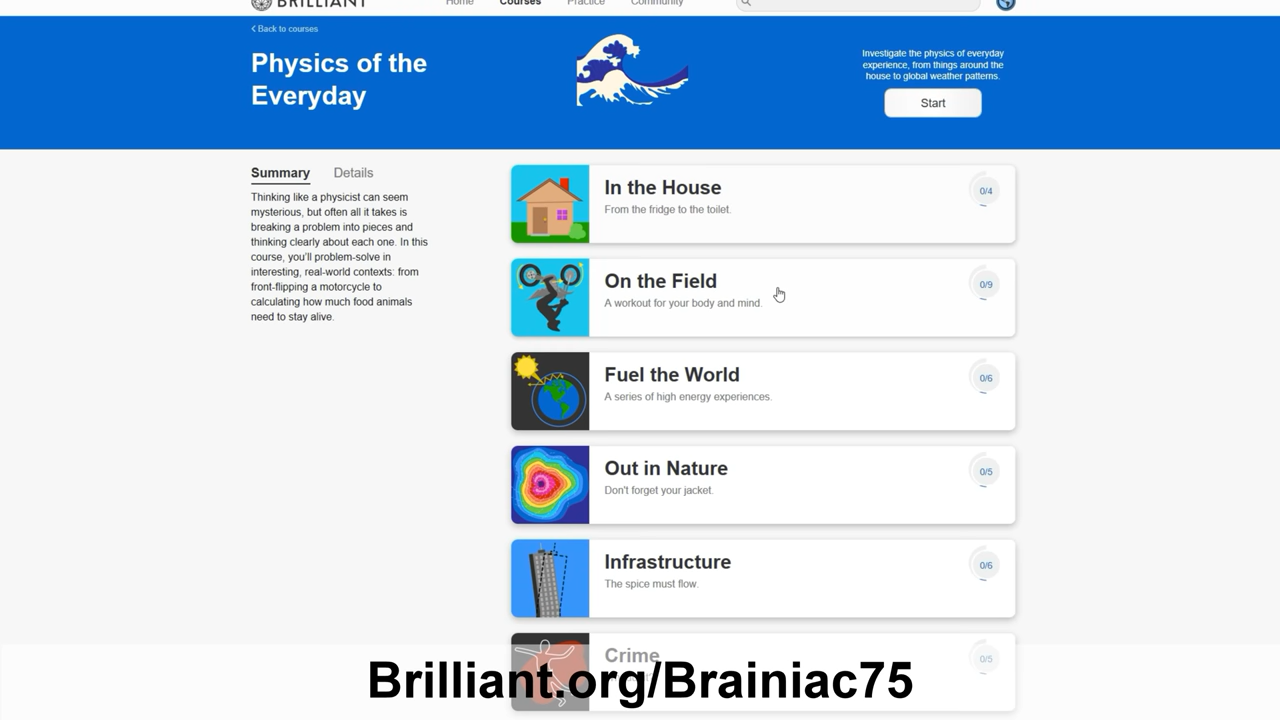 BRILLIANT
Home Courses Practice Community
Back to courses
Physics of the
Everyday
Investigate the physics of everyday
experience, from things around the
house to global weather patterns.
Start
Summary Details
Thinking like a physicist can seem
mysterious, but often all it takes is
breaking a problem into pieces and
thinking clearly about each one. In this
course, you'll problem-solve in
interesting, real-world contexts: from
front-flipping a motorcycle to
calculating how much food animals
need to stay alive.
In the House
From the fridge to the toilet.
0/4
On the Field
A workout for your body and mind.
0/9
Fuel the World
A series of high energy experiences.
0/6
Out in Nature
Don't forget your jacket.
0/5
Infrastructure
The spice must flow.
0/6
Crime
0/5
Brilliant.org/Brainiac75